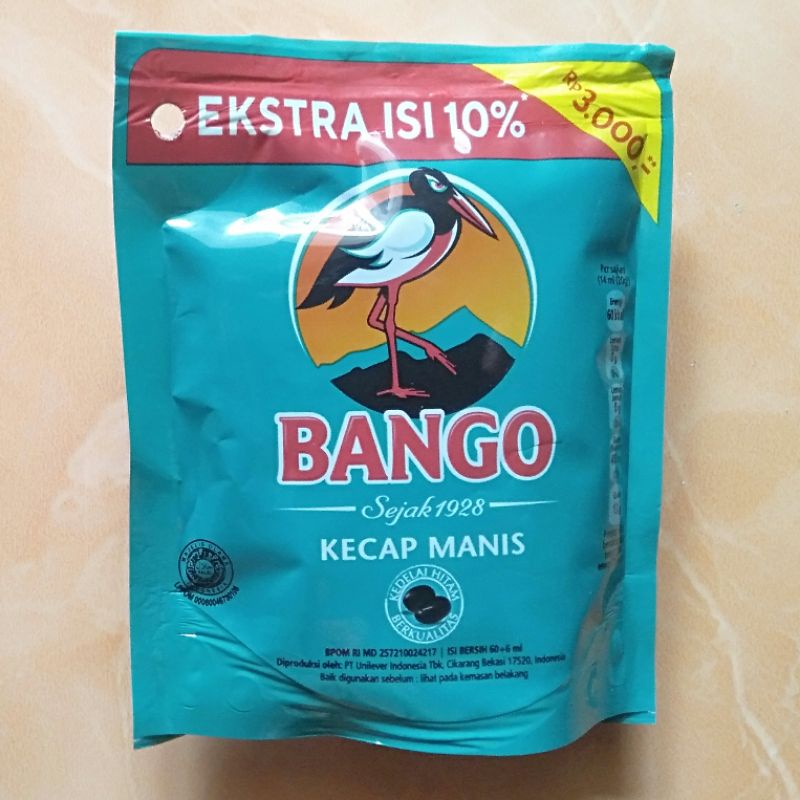 EKSTRA ISI 10%*
Rp 3.000,-**
Per sajian
BANGO
Sejak 1928
KECAP MANIS
KEDELAI HITAM
BERKUALITAS
BPOM RI MD 257210024217 | ISI BERSIH 60+6 ml
Diproduksi oleh: PT Unilever Indonesia Tbk, Cikarang Bekasi 17520, Indonesia
Baik digunakan sebelum : lihat pada kemasan belakang